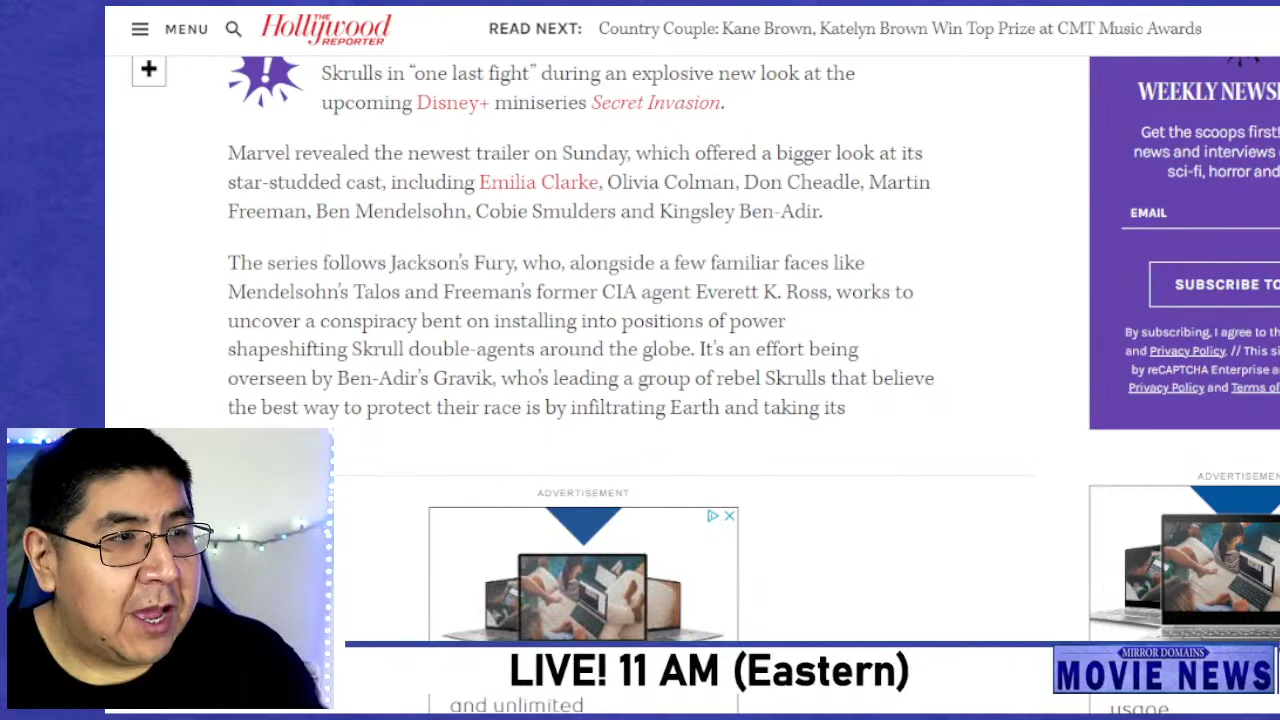 MENU
THE
Hollywood
REPORTER
READ NEXT: Country Couple: Kane Brown, Katelyn Brown Win Top Prize at CMT Music Awards
Skrulls in “one last fight” during an explosive new look at the
upcoming Disney+ miniseries Secret Invasion.
Marvel revealed the newest trailer on Sunday, which offered a bigger look at its
star-studded cast, including Emilia Clarke, Olivia Colman, Don Cheadle, Martin
Freeman, Ben Mendelsohn, Cobie Smulders and Kingsley Ben-Adir.
The series follows Jackson’s Fury, who, alongside a few familiar faces like
Mendelsohn’s Talos and Freeman’s former CIA agent Everett K. Ross, works to
uncover a conspiracy bent on installing into positions of power
shapeshifting Skrull double-agents around the globe. It’s an effort being
overseen by Ben-Adir’s Gravik, who’s leading a group of rebel Skrulls that believe
the best way to protect their race is by infiltrating Earth and taking its
WEEKLY NEWS
Get the scoops first!
news and interviews
sci-fi, horror and
EMAIL
SUBSCRIBE TO
By subscribing, I agree to th
and Privacy Policy. // This si
by reCAPTCHA Enterprise a
Privacy Policy and Terms of
ADVERTISEMENT
ADVERTISEMEN
and unlimited
usage
LIVE! 11 AM (Eastern)
MIRROR DOMAINS
MOVIE NEWS